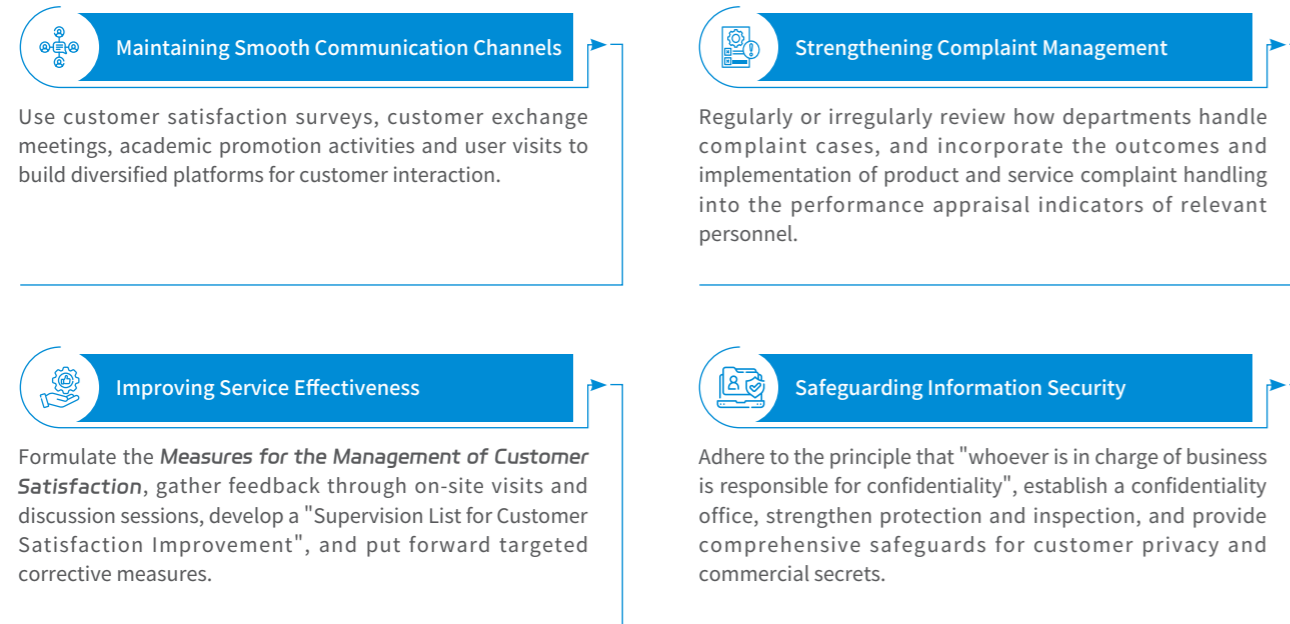 Maintaining Smooth Communication Channels
Use customer satisfaction surveys, customer exchange
meetings, academic promotion activities and user visits to
build diversified platforms for customer interaction.
Strengthening Complaint Management
Regularly or irregularly review how departments handle
complaint cases, and incorporate the outcomes and
implementation of product and service complaint handling
into the performance appraisal indicators of relevant
personnel.
Improving Service Effectiveness
Formulate the Measures for the Management of Customer
Satisfaction, gather feedback through on-site visits and
discussion sessions, develop a "Supervision List for Customer
Satisfaction Improvement", and put forward targeted
corrective measures.
Safeguarding Information Security
Adhere to the principle that "whoever is in charge of business
is responsible for confidentiality", establish a confidentiality
office, strengthen protection and inspection, and provide
comprehensive safeguards for customer privacy and
commercial secrets.